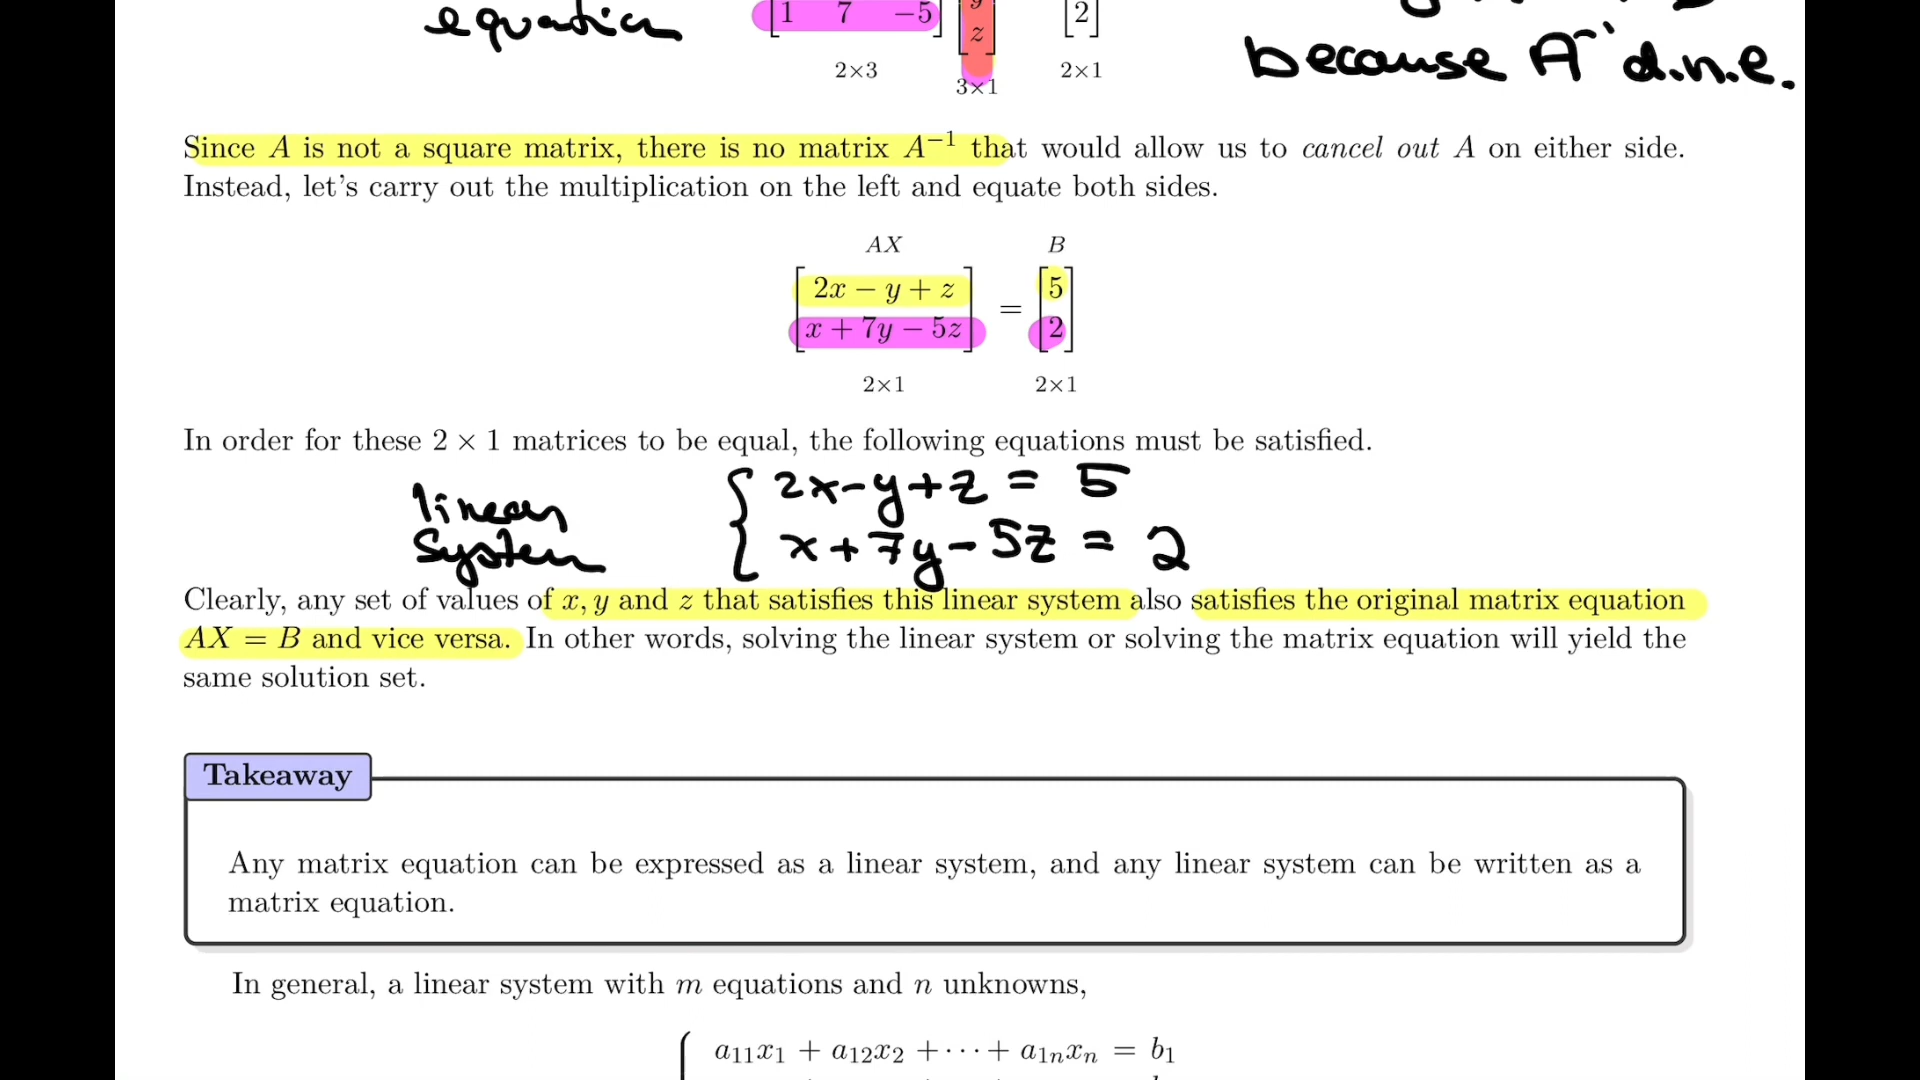 equation [1 7 −5] [y z] [2]
2×3 3×1 2×1
because A⁻¹ d.n.e.
Since A is not a square matrix, there is no matrix A⁻¹ that would allow us to cancel out A on either side.
Instead, let's carry out the multiplication on the left and equate both sides.
AX B
[2x − y + z] = [5]
[x + 7y − 5z] [2]
2×1 2×1
In order for these 2 × 1 matrices to be equal, the following equations must be satisfied.
linear
system
{ 2x-y+z = 5
x+7y-5z = 2
Clearly, any set of values of x, y and z that satisfies this linear system also satisfies the original matrix equation
AX = B and vice versa. In other words, solving the linear system or solving the matrix equation will yield the
same solution set.
Takeaway
Any matrix equation can be expressed as a linear system, and any linear system can be written as a
matrix equation.
In general, a linear system with m equations and n unknowns,
a₁₁x₁ + a₁₂x₂ + ··· + a₁ₙxₙ = b₁